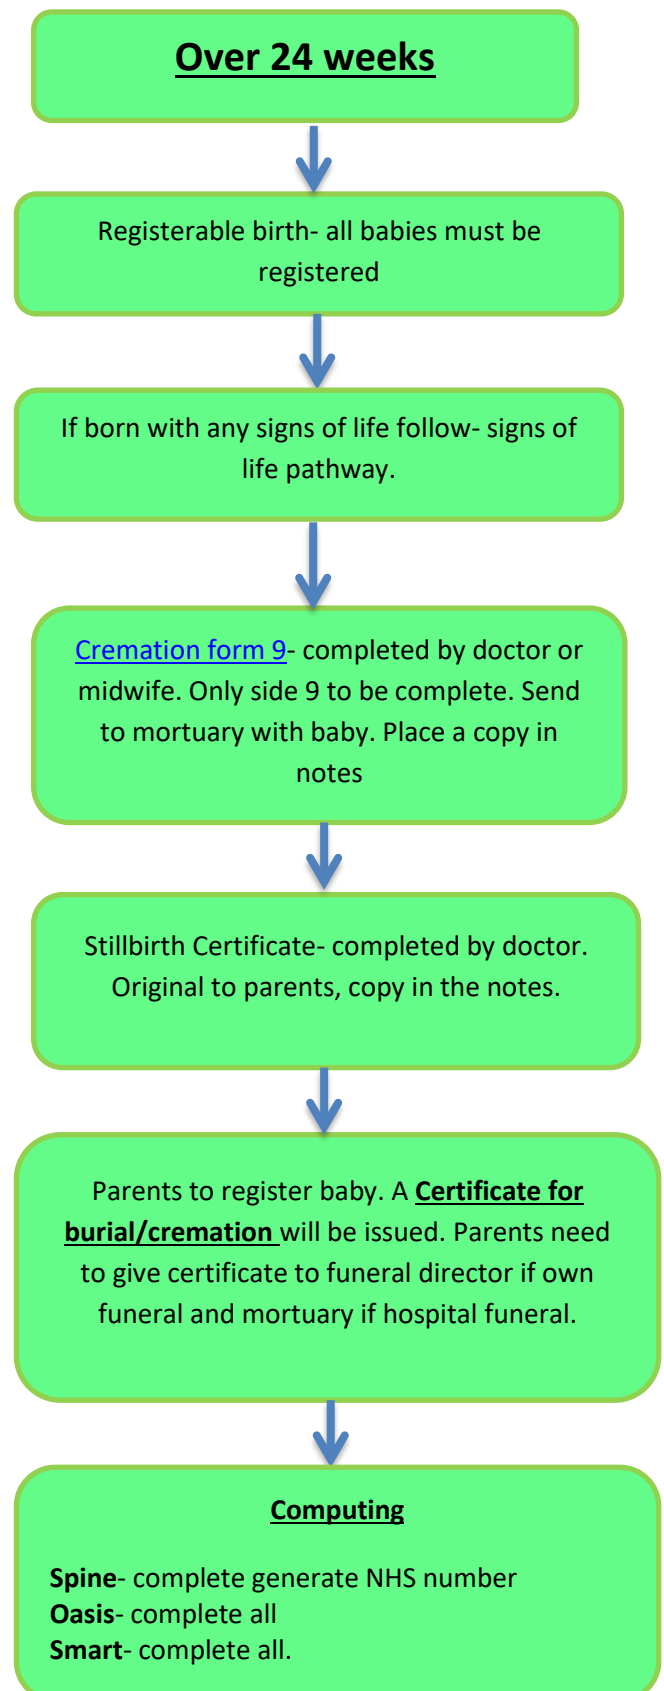 Over 24 weeks
Registerable birth- all babies must be
registered
If born with any signs of life follow- signs of
life pathway.
Cremation form 9- completed by doctor or
midwife. Only side 9 to be complete. Send
to mortuary with baby. Place a copy in
notes
Stillbirth Certificate- completed by doctor.
Original to parents, copy in the notes.
Parents to register baby. A Certificate for
burial/cremation will be issued. Parents need
to give certificate to funeral director if own
funeral and mortuary if hospital funeral.
Computing
Spine- complete generate NHS number
Oasis- complete all
Smart- complete all.